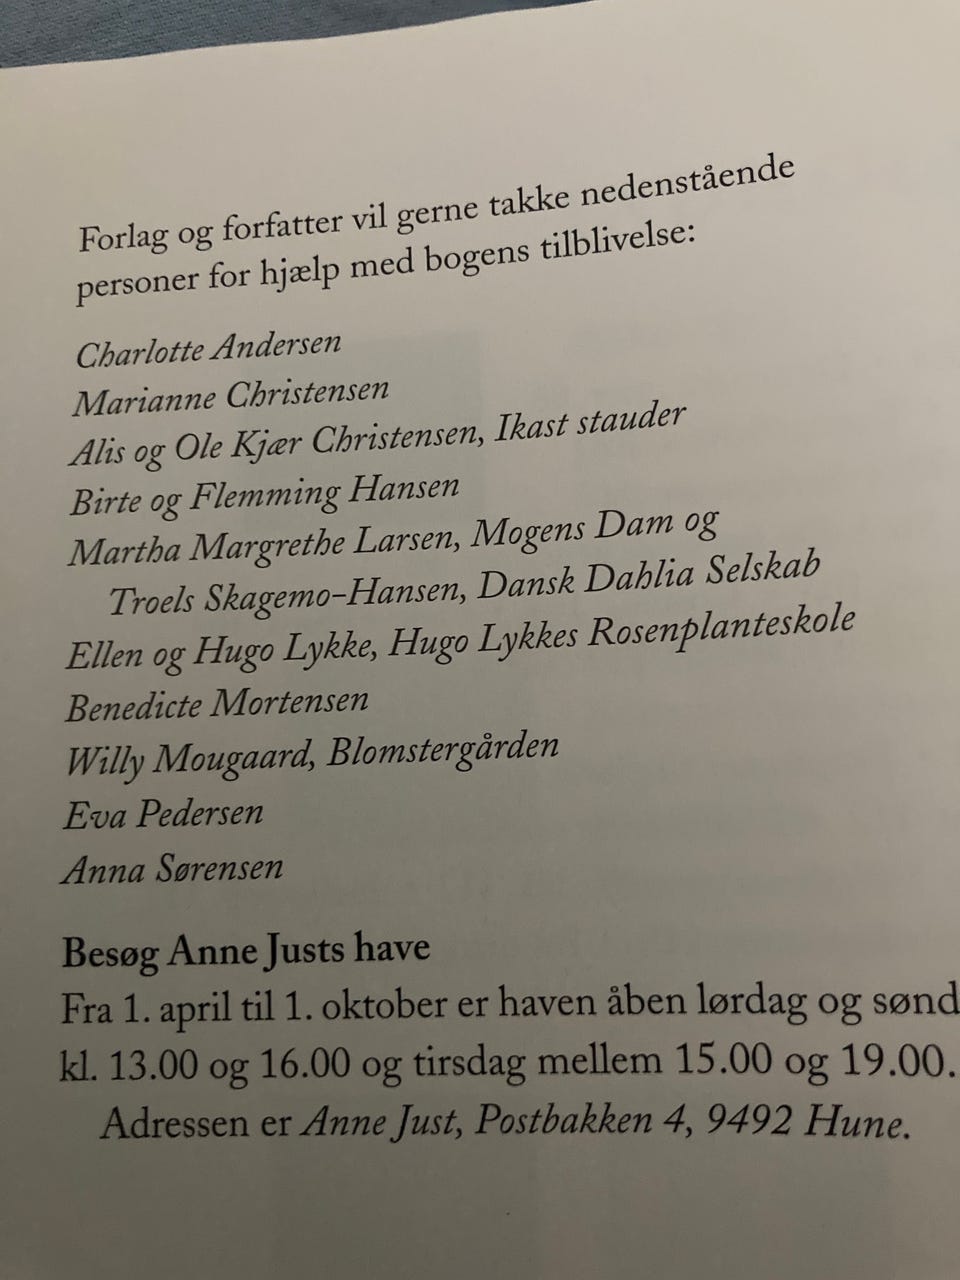 Forlag og forfatter vil gerne takke nedenstående
personer for hjælp med bogens tilblivelse:
Charlotte Andersen
Marianne Christensen
Alis og Ole Kjær Christensen, Ikast stauder
Birte og Flemming Hansen
Martha Margrethe Larsen, Mogens Dam og
Troels Skagemo-Hansen, Dansk Dahlia Selskab
Ellen og Hugo Lykke, Hugo Lykkes Rosenplanteskole
Benedicte Mortensen
Willy Mougaard, Blomstergården
Eva Pedersen
Anna Sørensen
Besøg Anne Justs have
Fra 1. april til 1. oktober er haven åben lørdag og
kl. 13.00 og 16.00 og tirsdag mellem 15.00 og 19.00.
Adressen er Anne Just, Postbakken 4, 9492 Hune.